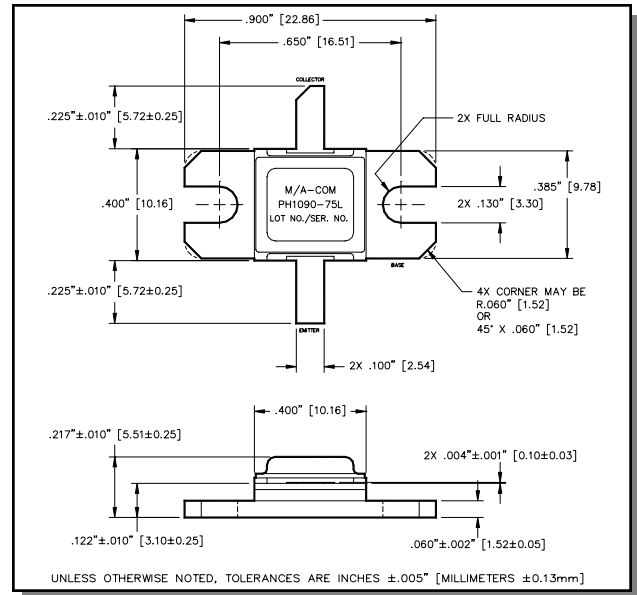 .900" [22.86]
.650" [16.51]
COLLECTOR
.225"±.010" [5.72±0.25]
2X FULL RADIUS
M/A-COM
PH1090-75L
LOT NO./SER. NO.
.400" [10.16]
2X .130" [3.30]
.385" [9.78]
BASE
.225"±.010" [5.72±0.25]
4X CORNER MAY BE
R.060" [1.52]
OR
45° X .060" [1.52]
EMITTER
2X .100" [2.54]
.400" [10.16]
.217"±.010" [5.51±0.25]
2X .004"±.001" [0.10±0.03]
.122"±.010" [3.10±0.25]
.060"±.002" [1.52±0.05]
UNLESS OTHERWISE NOTED, TOLERANCES ARE INCHES ±.005" [MILLIMETERS ±0.13mm]